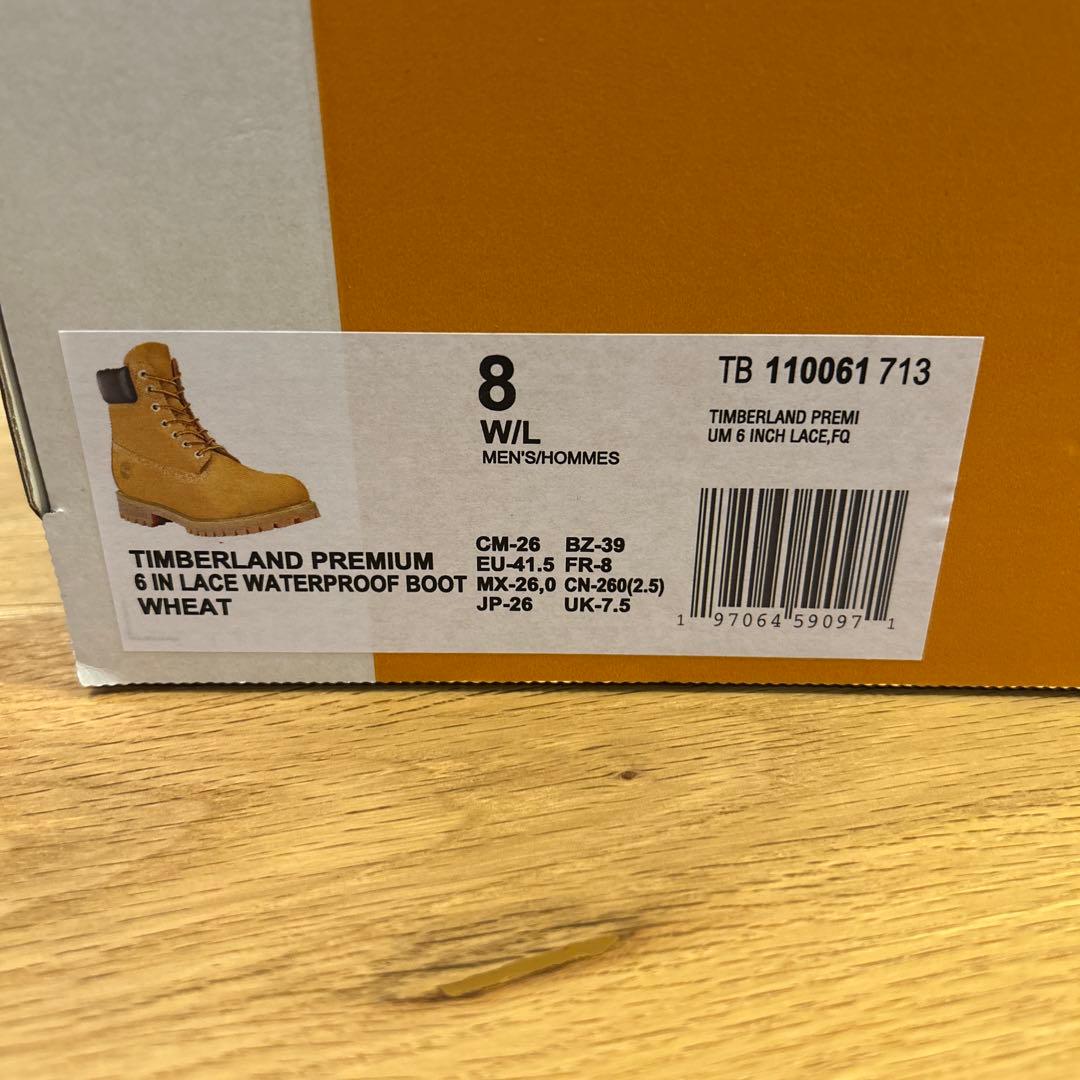 8
W/L
MEN'S/HOMMES
TB 110061 713
TIMBERLAND PREMI
UM 6 INCH LACE,FQ
TIMBERLAND PREMIUM
6 IN LACE WATERPROOF BOOT
WHEAT
CM-26 BZ-39
EU-41.5 FR-8
MX-26,0 CN-260(2.5)
JP-26 UK-7.5
1 97064 59097 1